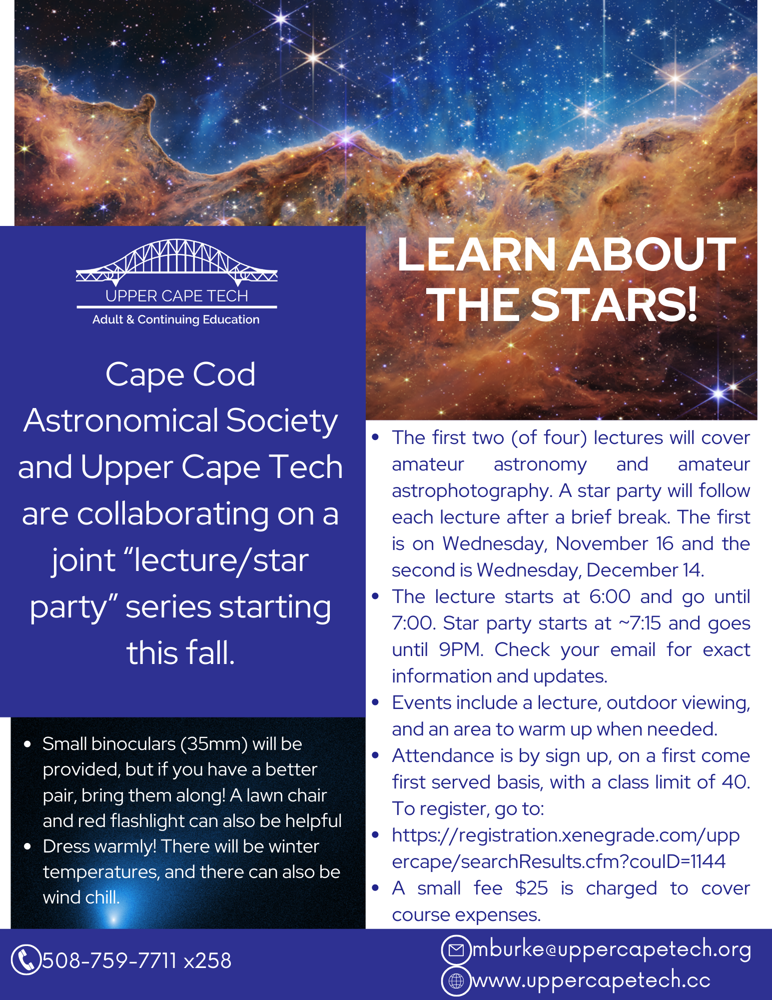 LEARN ABOUT
THE STARS!
UPPER CAPE TECH
Adult & Continuing Education
Cape Cod
Astronomical Society
and Upper Cape Tech
are collaborating on a
joint “lecture/star
party” series starting
this fall.
• Small binoculars (35mm) will be
provided, but if you have a better
pair, bring them along! A lawn chair
and red flashlight can also be helpful
• Dress warmly! There will be winter
temperatures, and there can also be
wind chill.
• The first two (of four) lectures will cover
amateur astronomy and amateur
astrophotography. A star party will follow
each lecture after a brief break. The first
is on Wednesday, November 16 and the
second is Wednesday, December 14.
• The lecture starts at 6:00 and go until
7:00. Star party starts at ~7:15 and goes
until 9PM. Check your email for exact
information and updates.
• Events include a lecture, outdoor viewing,
and an area to warm up when needed.
• Attendance is by sign up, on a first come
first served basis, with a class limit of 40.
To register, go to:
• https://registration.xenegrade.com/upp
ercape/searchResults.cfm?couID=1144
• A small fee $25 is charged to cover
course expenses.
508-759-7711 x258
mburke@uppercapetech.org
www.uppercapetech.cc